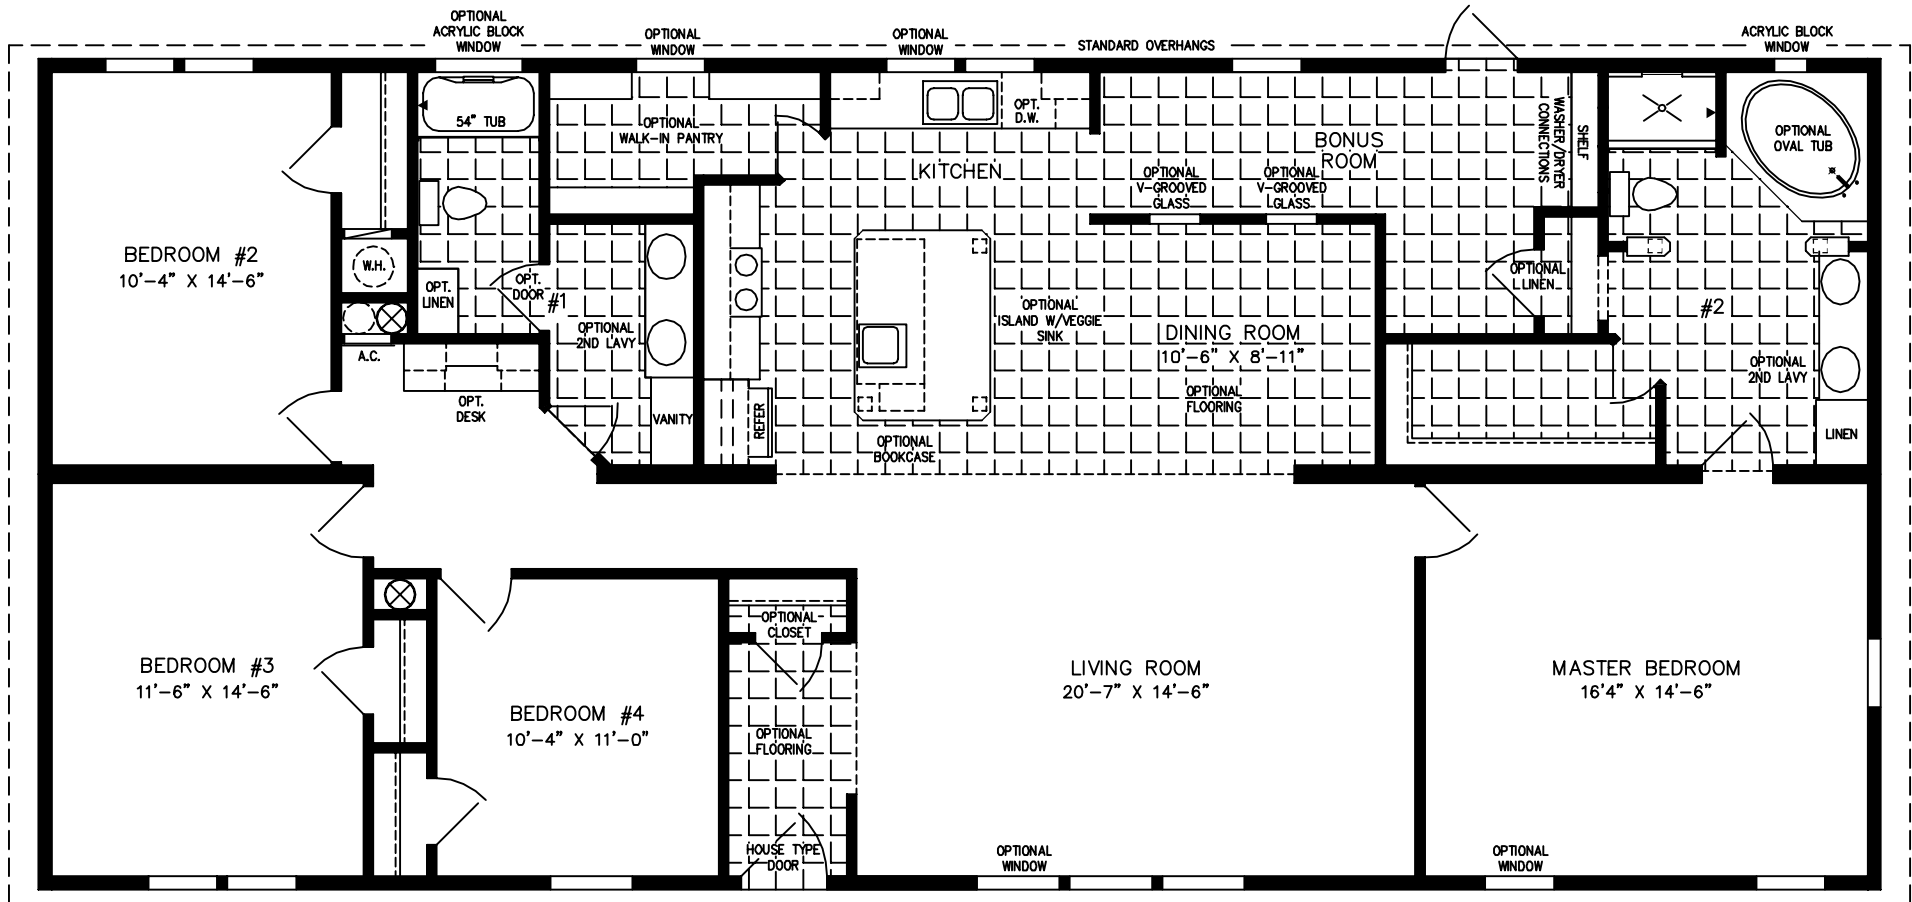 OPTIONAL
ACRYLIC BLOCK
WINDOW
OPTIONAL
WINDOW
OPTIONAL
WINDOW
STANDARD OVERHANGS
ACRYLIC BLOCK
WINDOW
54" TUB
OPTIONAL
WALK-IN PANTRY
OPT.
D.W.
KITCHEN
BONUS
ROOM
WASHER/DRYER
CONNECTIONS
SHELF
OPTIONAL
OVAL TUB
OPTIONAL
V-GROOVED
GLASS
OPTIONAL
V-GROOVED
GLASS
BEDROOM #2
10'-4" X 14'-6"
W.H.
OPT.
LINEN
OPT.
DOOR
#1
OPTIONAL
2ND LAVY
A.C.
OPT.
DESK
VANITY
REFER
OPTIONAL
ISLAND W/VEGGIE
SINK
OPTIONAL
BOOKCASE
DINING ROOM
10'-6" X 8'-11"
OPTIONAL
FLOORING
OPTIONAL
LINEN
#2
OPTIONAL
2ND LAVY
LINEN
BEDROOM #3
11'-6" X 14'-6"
BEDROOM #4
10'-4" X 11'-0"
OPTIONAL
CLOSET
OPTIONAL
FLOORING
HOUSE TYPE
DOOR
LIVING ROOM
20'-7" X 14'-6"
OPTIONAL
WINDOW
MASTER BEDROOM
16'4" X 14'-6"
OPTIONAL
WINDOW